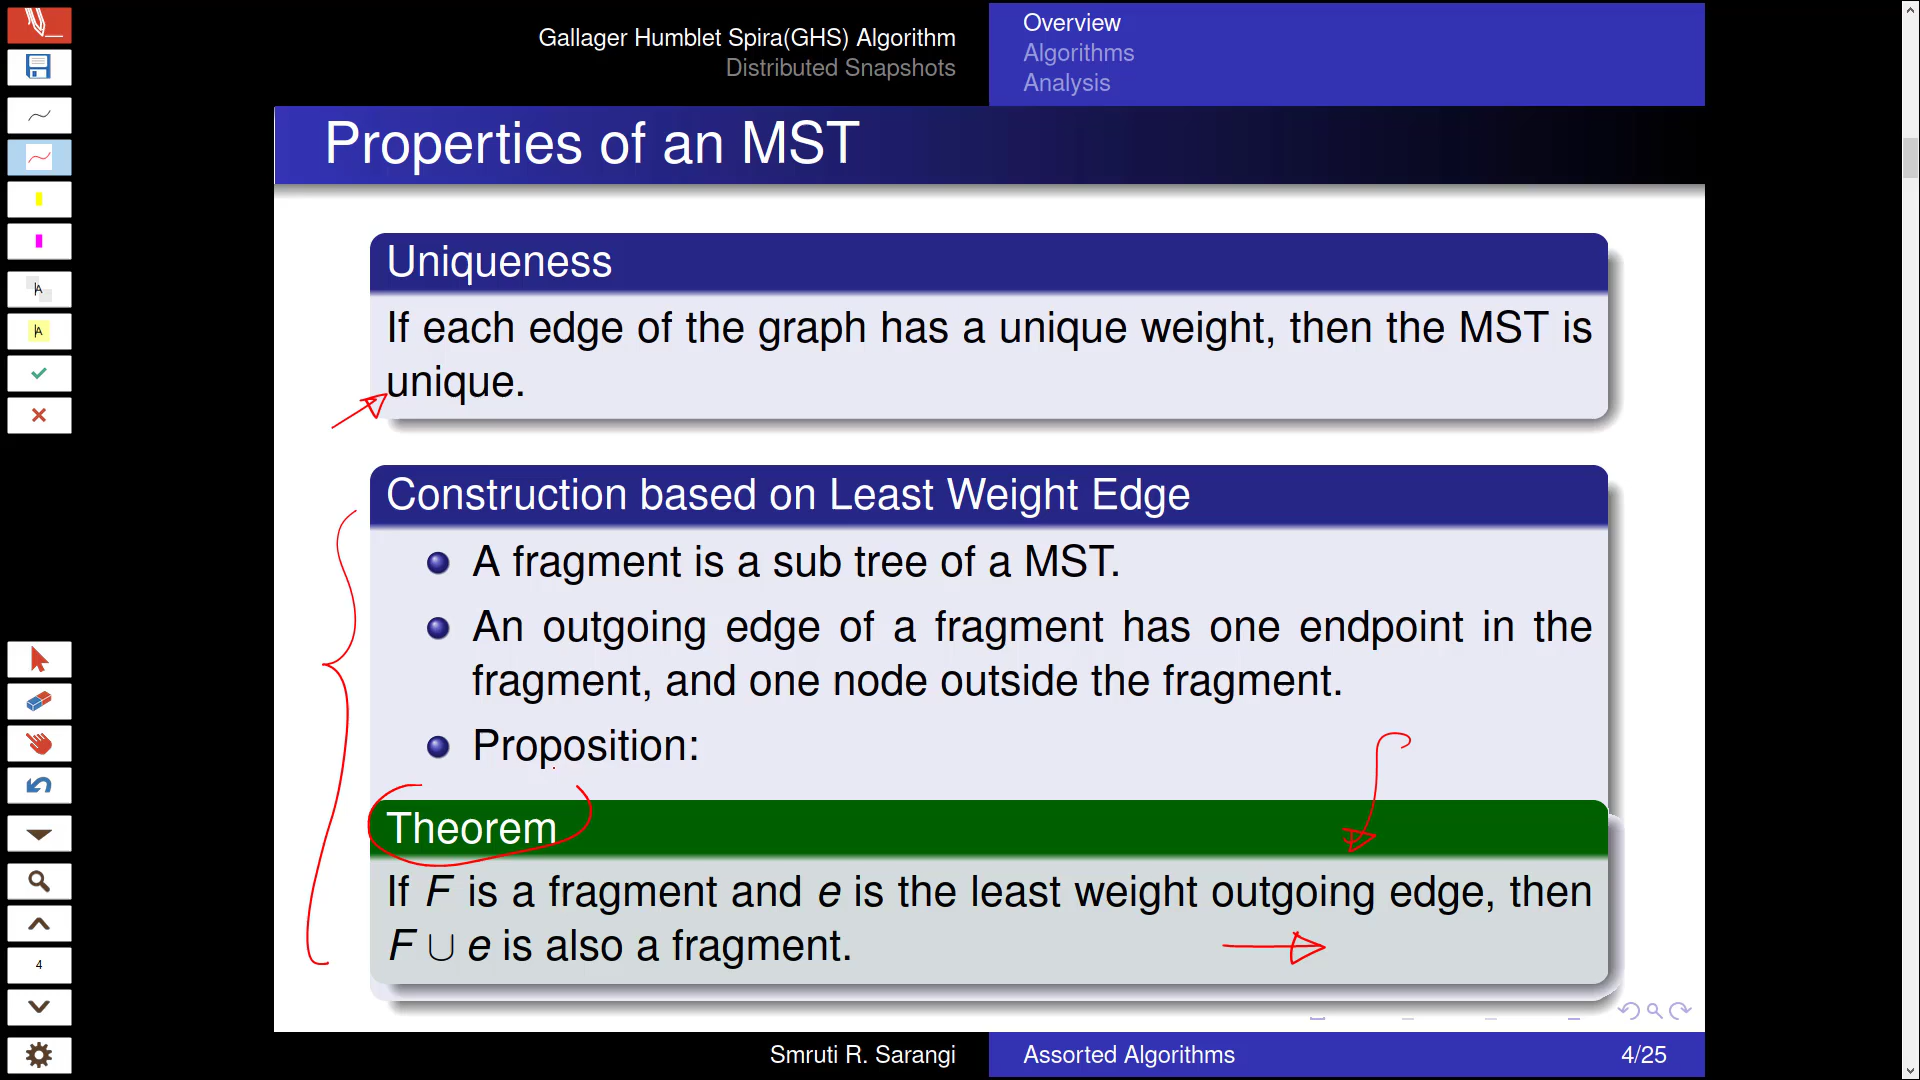 Gallager Humblet Spira(GHS) Algorithm
Distributed Snapshots
Overview
Algorithms
Analysis
Properties of an MST
Uniqueness
If each edge of the graph has a unique weight, then the MST is
unique.
Construction based on Least Weight Edge
A fragment is a sub tree of a MST.
An outgoing edge of a fragment has one endpoint in the
fragment, and one node outside the fragment.
Proposition:
Theorem
If F is a fragment and e is the least weight outgoing edge, then
F ∪ e is also a fragment.
Smruti R. Sarangi
Assorted Algorithms
4/25
A
A
4